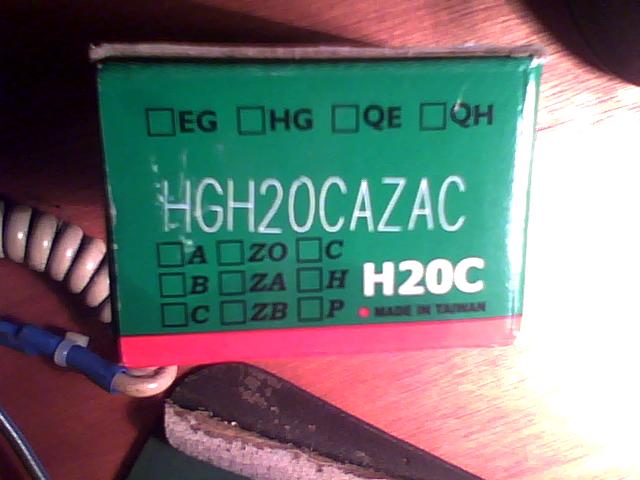 EG HG QE QH
HGH20CAZAC
A ZO C
B ZA H H20C
C ZB P MADE IN TAIWAN